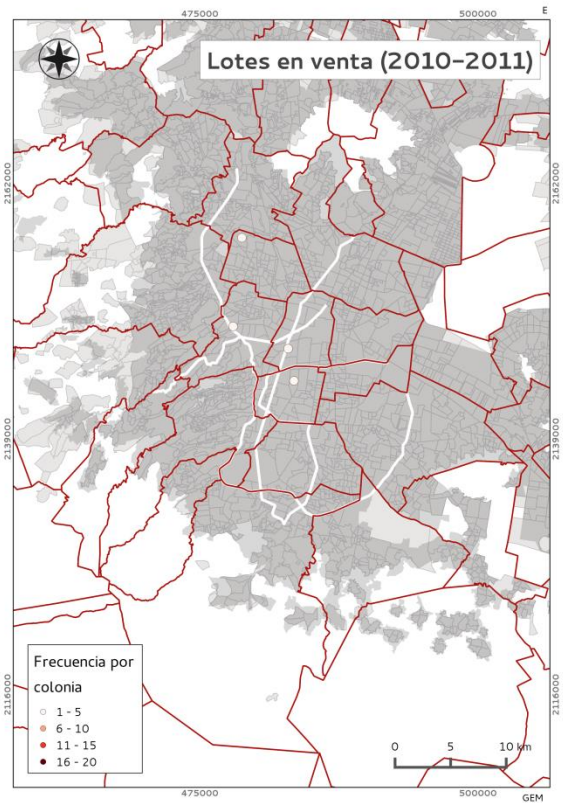 475000
500000
E
Lotes en venta (2010–2011)
2162000
2162000
2139000
2139000
2116000
2116000
Frecuencia por
colonia
1 - 5
6 - 10
11 - 15
16 - 20
0 5 10 km
475000
500000
GEM